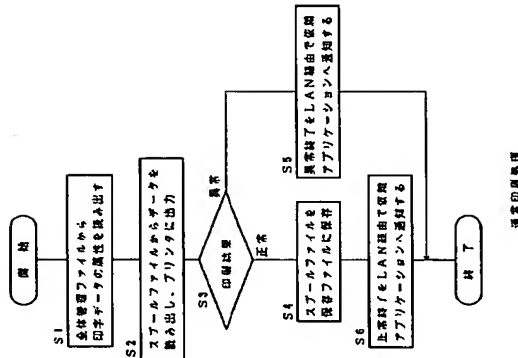 開始
S1
全体管理ファイルから
印字データの属性を読み出す
S2
スプールファイルからデータを
読み出し、プリンタに出力
S3
印刷結果
異常
正常
S4
スプールファイルを
保存ファイルに保存
S5
異常終了をLAN経由で依頼
アプリケーションへ通知する
S6
正常終了をLAN経由で依頼
アプリケーションへ通知する
終了
通常印刷処理